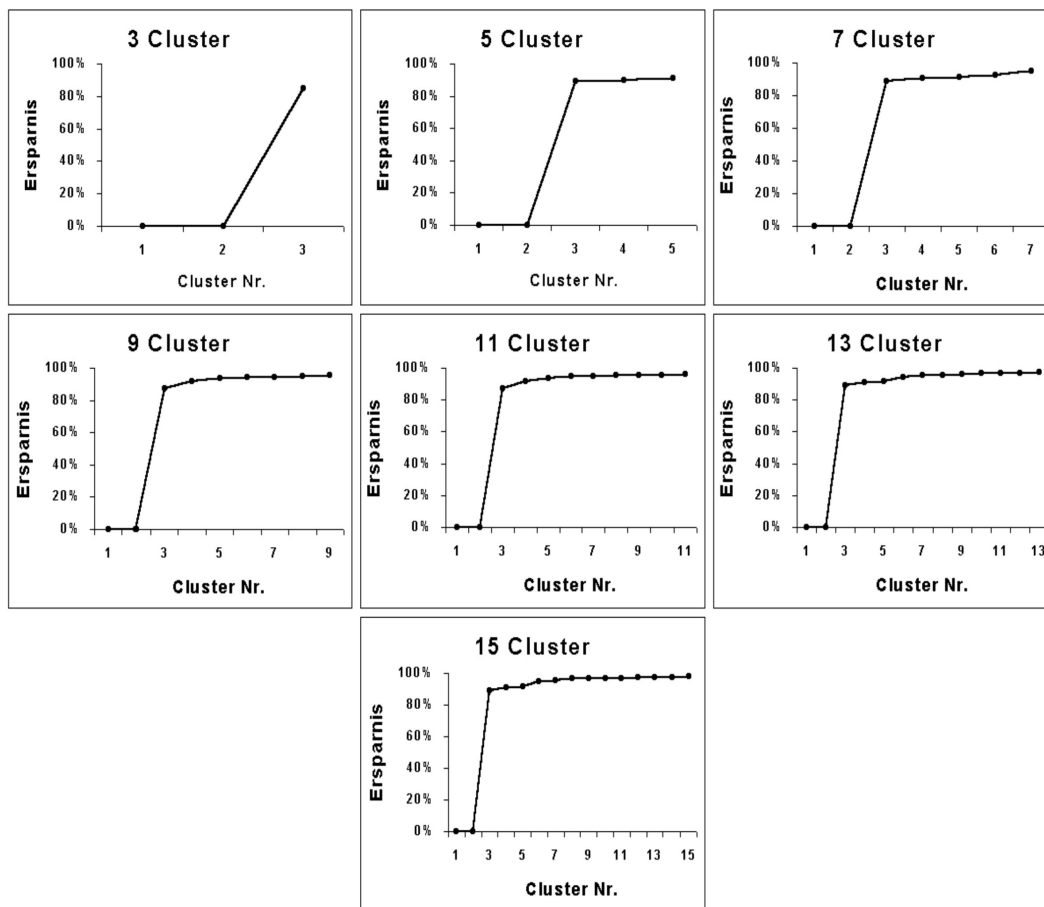 3 Cluster
Ersparnis
100%
80%
60%
40%
20%
0%
1 2 3
Cluster Nr.
5 Cluster
Ersparnis
100%
80%
60%
40%
20%
0%
1 2 3 4 5
Cluster Nr.
7 Cluster
Ersparnis
100%
80%
60%
40%
20%
0%
1 2 3 4 5 6 7
Cluster Nr.
9 Cluster
Ersparnis
100%
80%
60%
40%
20%
0%
1 3 5 7 9
Cluster Nr.
11 Cluster
Ersparnis
100%
80%
60%
40%
20%
0%
1 3 5 7 9 11
Cluster Nr.
13 Cluster
Ersparnis
100%
80%
60%
40%
20%
0%
1 3 5 7 9 11 13
Cluster Nr.
15 Cluster
Ersparnis
100%
80%
60%
40%
20%
0%
1 3 5 7 9 11 13 15
Cluster Nr.